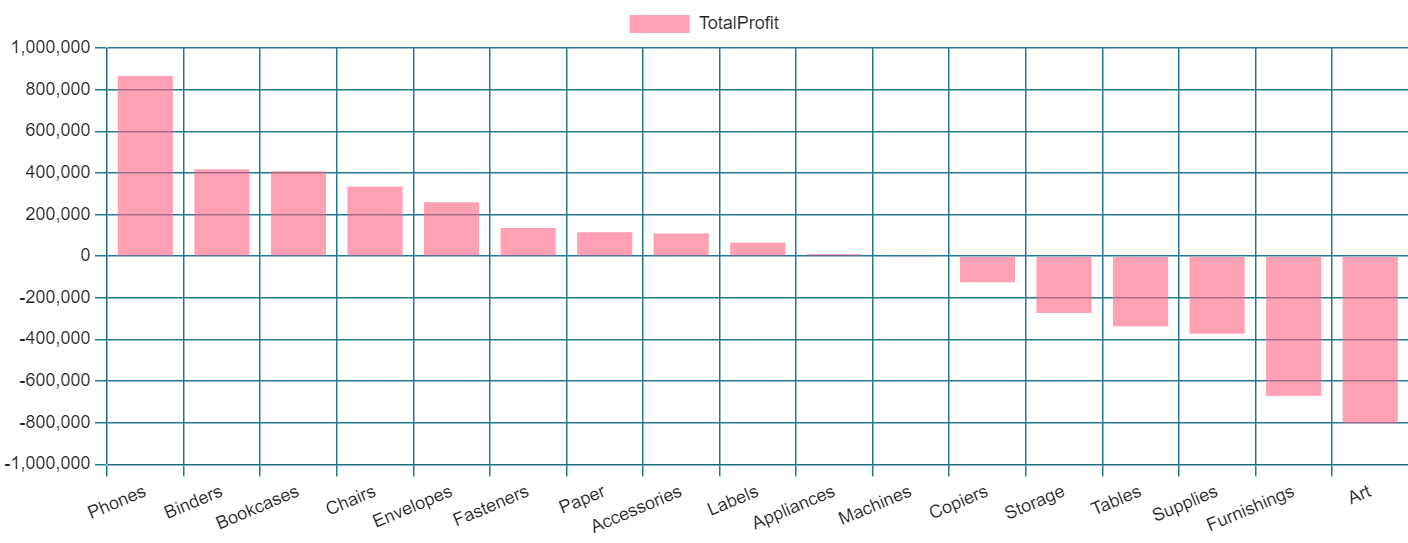 TotalProfit
1,000,000
800,000
600,000
400,000
200,000
0
-200,000
-400,000
-600,000
-800,000
-1,000,000
Phones
Binders
Bookcases
Chairs
Envelopes
Fasteners
Paper
Accessories
Labels
Appliances
Machines
Copiers
Storage
Tables
Supplies
Furnishings
Art